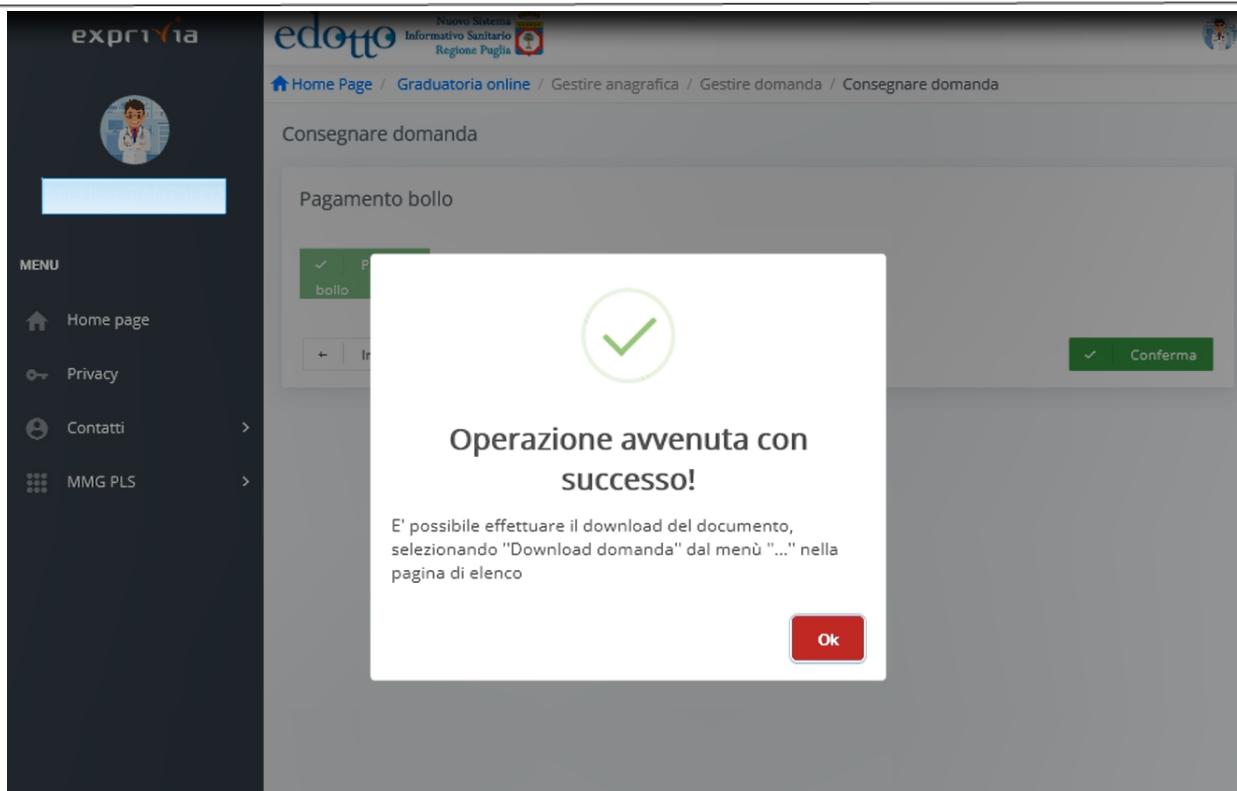 exprivia
edotto
Nuovo Sistema
Informativo Sanitario
Regione Puglia
Home Page / Graduatoria online / Gestire anagrafica / Gestire domanda / Consegnare domanda
Consegnare domanda
Pagamento bollo
bollo
MENU
Home page
Privacy
Contatti
MMG PLS
Conferma
Operazione avvenuta con
successo!
E' possibile effettuare il download del documento,
selezionando "Download domanda" dal menù "..." nella
pagina di elenco
Ok